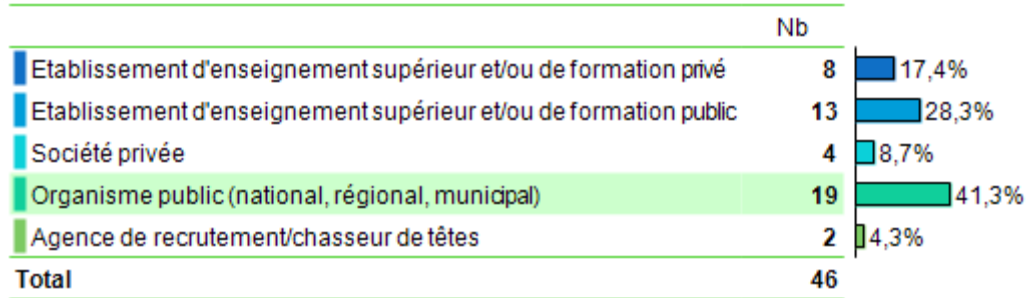 Nb
Etablissement d'enseignement supérieur et/ou de formation privé 8 17,4%
Etablissement d'enseignement supérieur et/ou de formation public 13 28,3%
Société privée 4 8,7%
Organisme public (national, régional, municipal) 19 41,3%
Agence de recrutement/chasseur de têtes 2 4,3%
Total 46